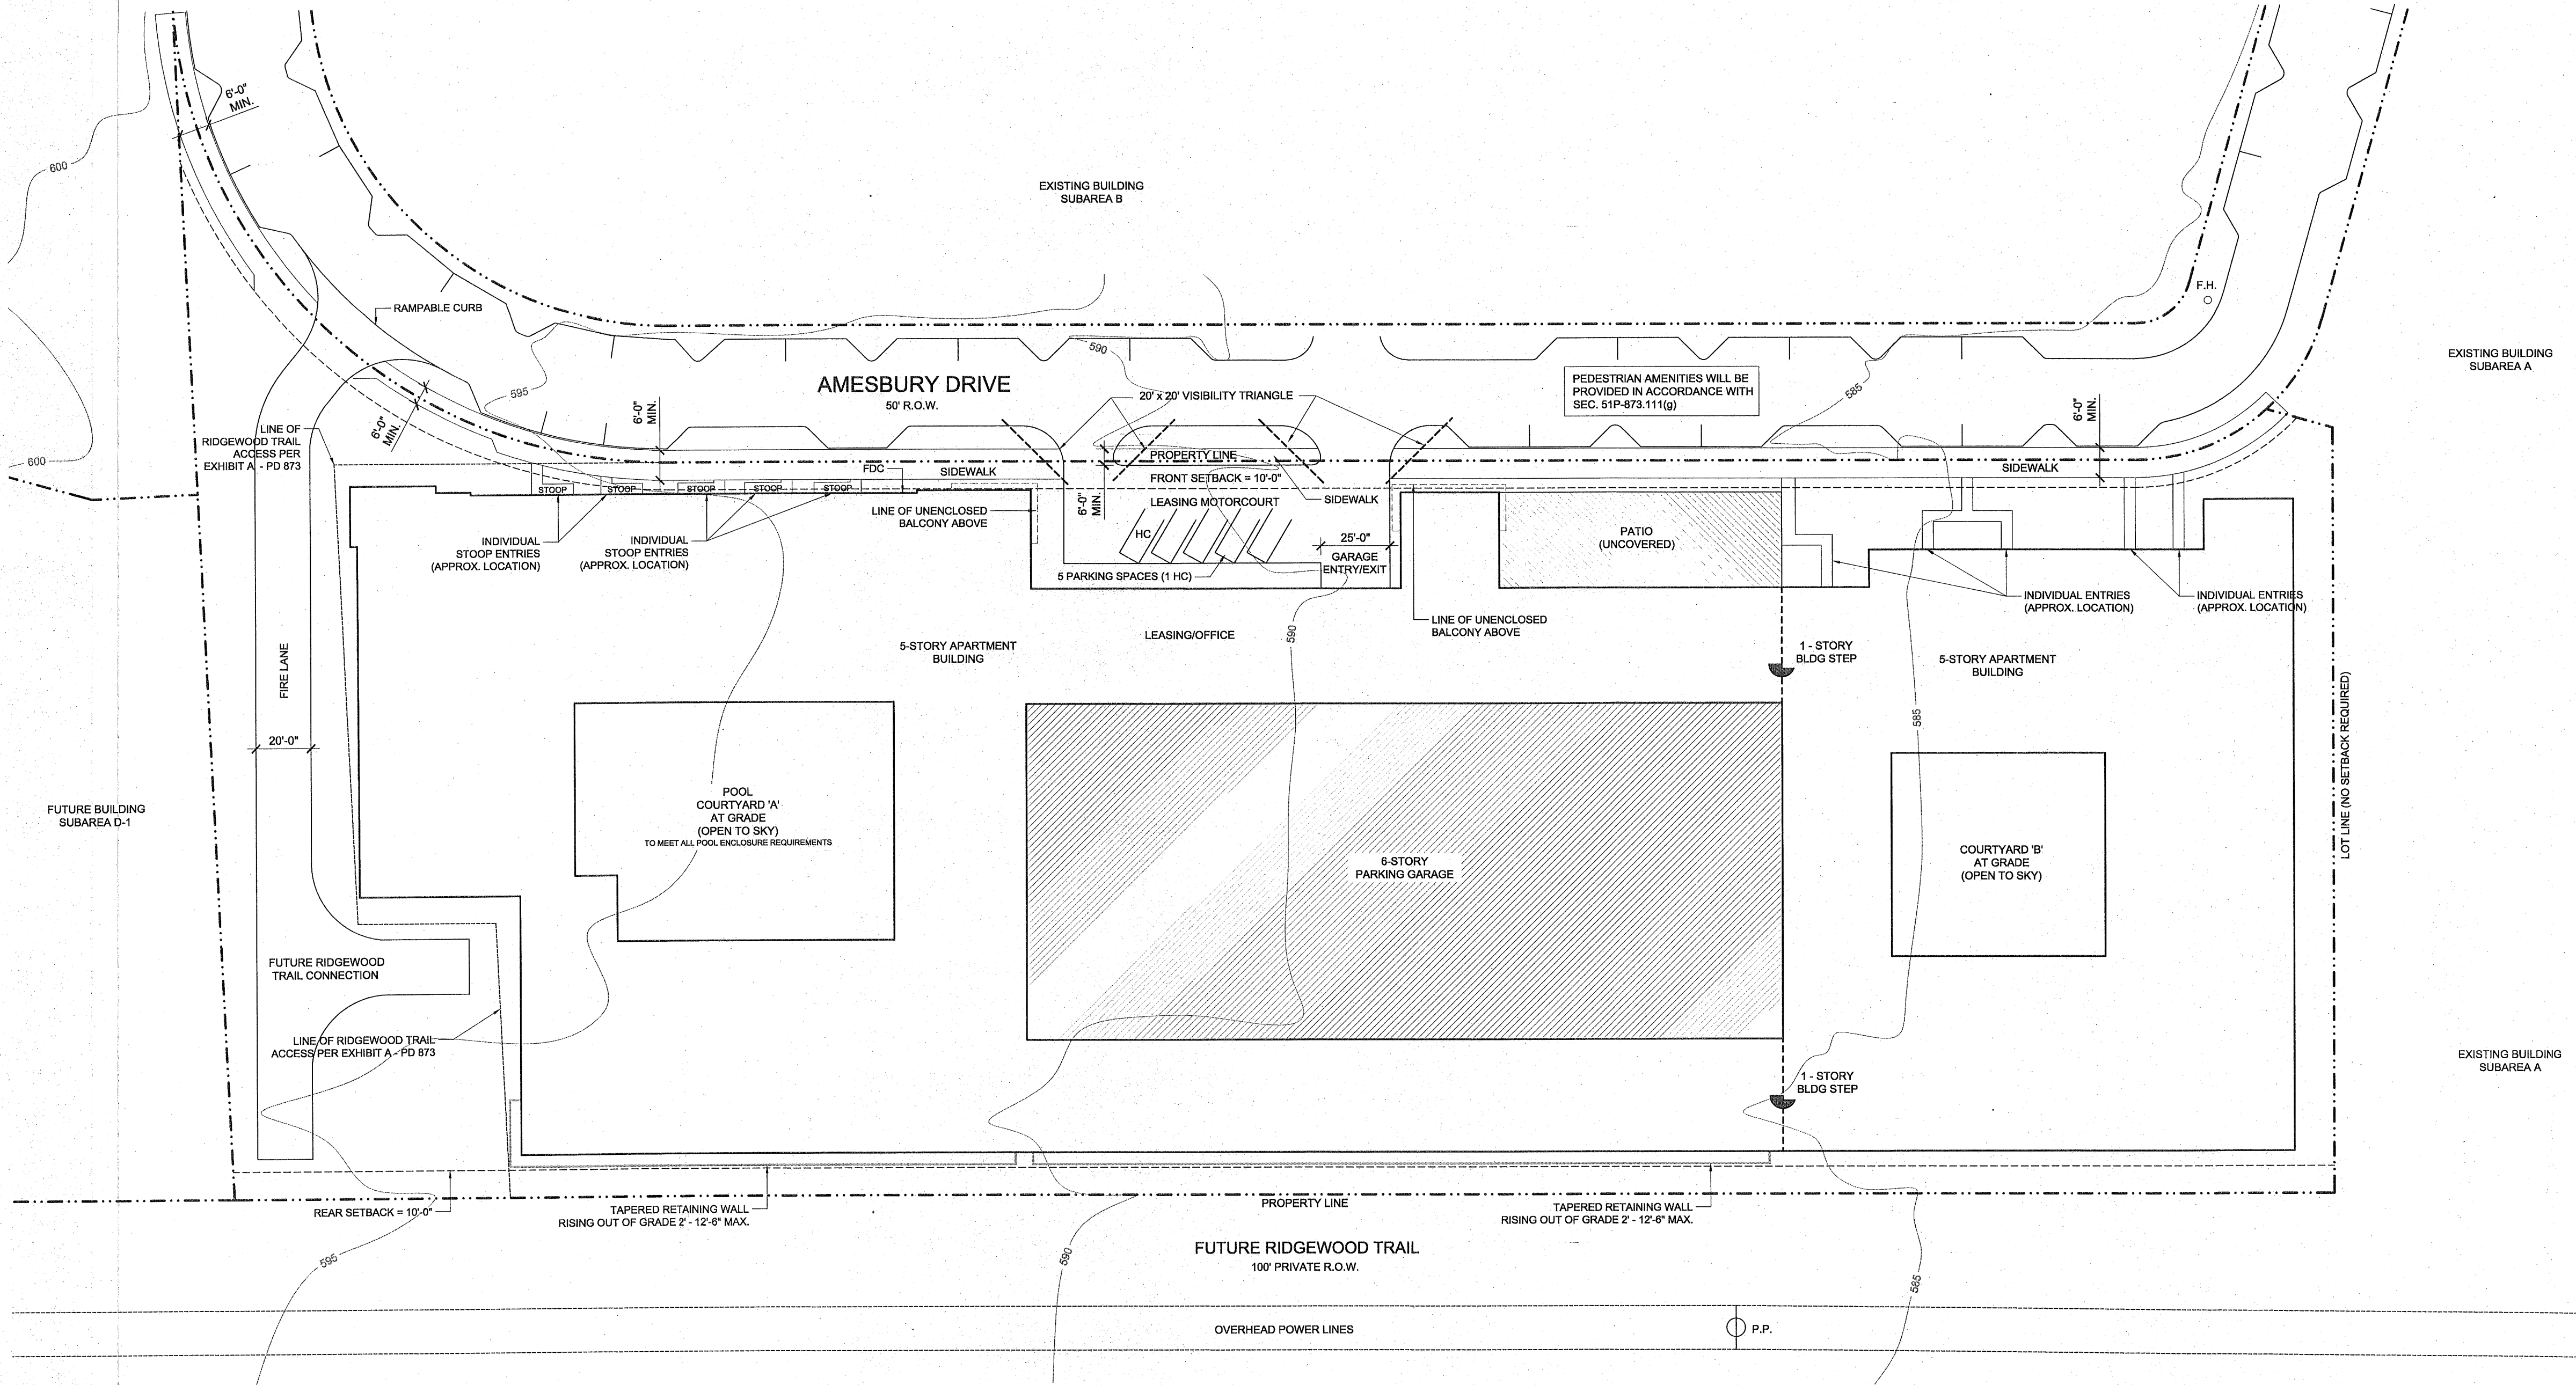 6'-0"
MIN.
600
EXISTING BUILDING
SUBAREA B
F.H.
RAMPABLE CURB
590
EXISTING BUILDING
SUBAREA A
595
AMESBURY DRIVE
50' R.O.W.
20' x 20' VISIBILITY TRIANGLE
PEDESTRIAN AMENITIES WILL BE
PROVIDED IN ACCORDANCE WITH
SEC. 51P-873.111(g)
585
6'-0"
MIN.
6'-0"
MIN.
6'-0"
MIN.
LINE OF
RIDGEWOOD TRAIL
ACCESS PER
EXHIBIT A - PD 873
600
PROPERTY LINE
FDC
SIDEWALK
SIDEWALK
FRONT SETBACK = 10'-0"
STOOP
STOOP
STOOP
STOOP
STOOP
6'-0"
MIN.
LEASING MOTORCOURT
SIDEWALK
LINE OF UNENCLOSED
BALCONY ABOVE
HC
PATIO
(UNCOVERED)
INDIVIDUAL
STOOP ENTRIES
(APPROX. LOCATION)
INDIVIDUAL
STOOP ENTRIES
(APPROX. LOCATION)
25'-0"
GARAGE
ENTRY/EXIT
5 PARKING SPACES (1 HC)
INDIVIDUAL ENTRIES
(APPROX. LOCATION)
INDIVIDUAL ENTRIES
(APPROX. LOCATION)
LINE OF UNENCLOSED
BALCONY ABOVE
LEASING/OFFICE
590
5-STORY APARTMENT
BUILDING
1 - STORY
BLDG STEP
5-STORY APARTMENT
BUILDING
FIRE LANE
LOT LINE (NO SETBACK REQUIRED)
585
20'-0"
FUTURE BUILDING
SUBAREA D-1
POOL
COURTYARD 'A'
AT GRADE
(OPEN TO SKY)
TO MEET ALL POOL ENCLOSURE REQUIREMENTS
6-STORY
PARKING GARAGE
COURTYARD 'B'
AT GRADE
(OPEN TO SKY)
FUTURE RIDGEWOOD
TRAIL CONNECTION
LINE OF RIDGEWOOD TRAIL
ACCESS PER EXHIBIT A - PD 873
EXISTING BUILDING
SUBAREA A
1 - STORY
BLDG STEP
REAR SETBACK = 10'-0"
TAPERED RETAINING WALL
RISING OUT OF GRADE 2' - 12'-6" MAX.
PROPERTY LINE
TAPERED RETAINING WALL
RISING OUT OF GRADE 2' - 12'-6" MAX.
FUTURE RIDGEWOOD TRAIL
100' PRIVATE R.O.W.
595
590
585
OVERHEAD POWER LINES
P.P.